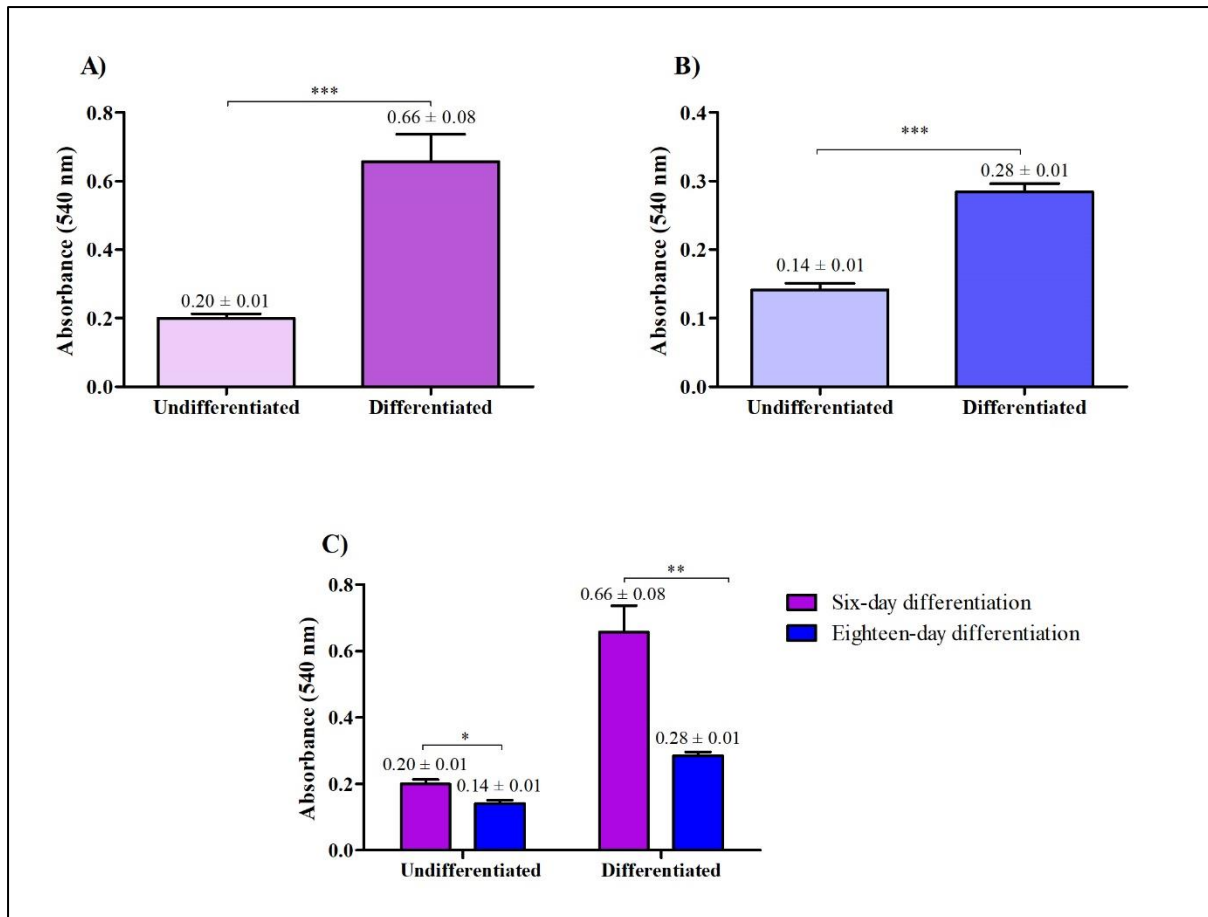 A)
***
0.66 ± 0.08
0.20 ± 0.01
Absorbance (540 nm)
0.8
0.6
0.4
0.2
0.0
Undifferentiated
Differentiated
B)
***
0.28 ± 0.01
0.14 ± 0.01
Absorbance (540 nm)
0.4
0.3
0.2
0.1
0.0
Undifferentiated
Differentiated
C)
**
0.66 ± 0.08
*
0.20 ± 0.01
0.14 ± 0.01
0.28 ± 0.01
Absorbance (540 nm)
0.8
0.6
0.4
0.2
0.0
Undifferentiated
Differentiated
Six-day differentiation
Eighteen-day differentiation